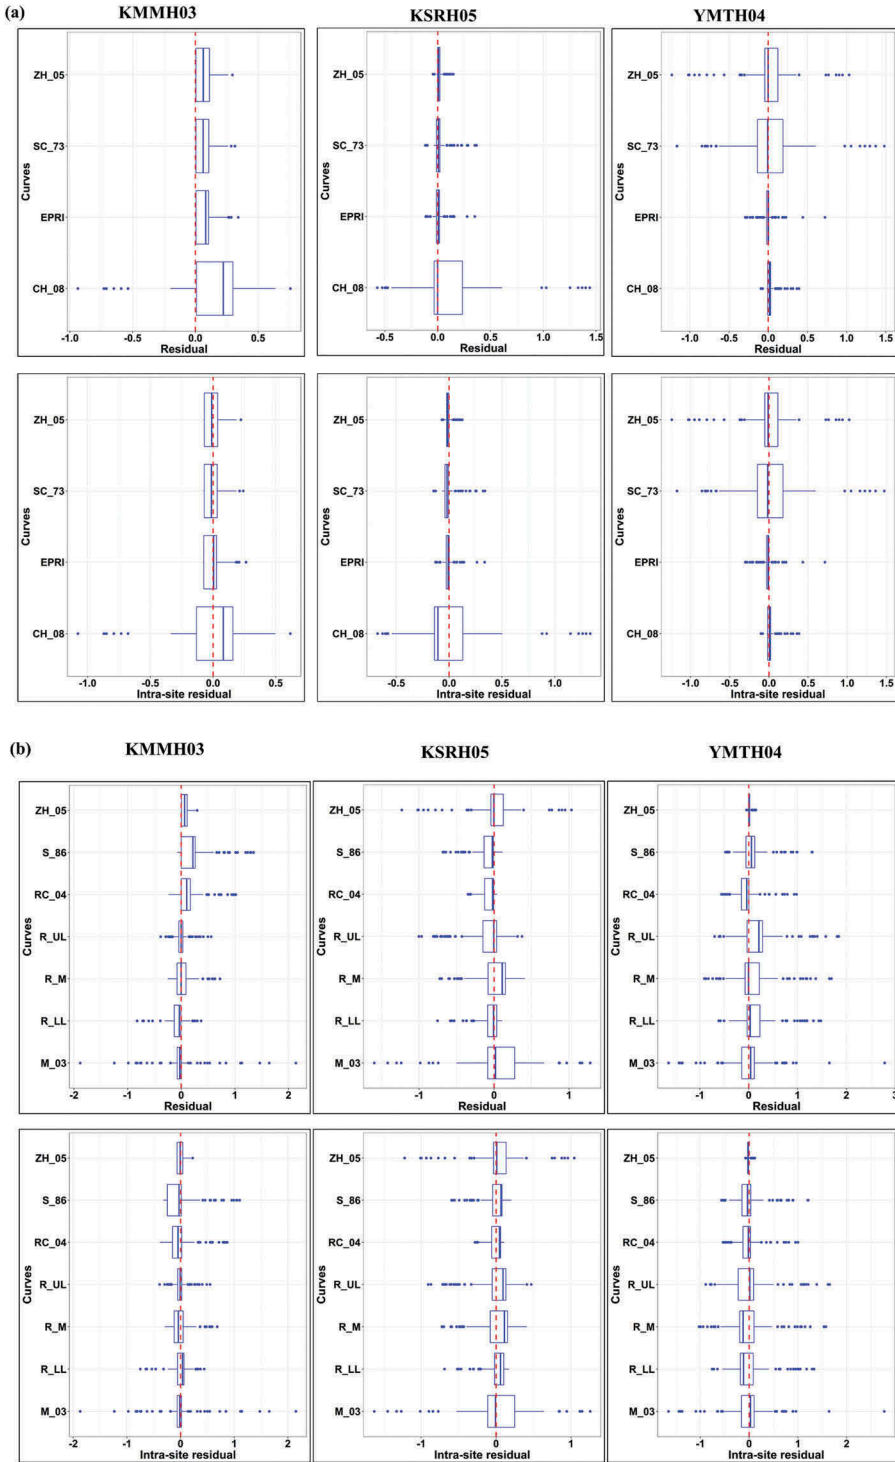 (a)
KMMH03 KSRH05 YMTH04
ZH_05 ZH_05 ZH_05
SC_73 SC_73 SC_73
Curves Curves Curves
EPRI EPRI EPRI
CH_08 CH_08 CH_08
-1.0 -0.5 0.0 0.5 -0.5 0.0 0.5 1.0 1.5 -1.0 -0.5 0.0 0.5 1.0 1.5
Residual Residual Residual
ZH_05 ZH_05 ZH_05
SC_73 SC_73 SC_73
Curves Curves Curves
EPRI EPRI EPRI
CH_08 CH_08 CH_08
-1.0 -0.5 0.0 0.5 -0.5 0.0 0.5 1.0 -1.0 -0.5 0.0 0.5 1.0 1.5
Intra-site residual Intra-site residual Intra-site residual
(b)
KMMH03 KSRH05 YMTH04
ZH_05 ZH_05 ZH_05
S_86 S_86 S_86
RC_04 RC_04 RC_04
Curves Curves Curves
R_UL R_UL R_UL
R_M R_M R_M
R_LL R_LL R_LL
M_03 M_03 M_03
-2 -1 0 1 2 -1 0 1 -1 0 1 2 3
Residual Residual Residual
ZH_05 ZH_05 ZH_05
S_86 S_86 S_86
RC_04 RC_04 RC_04
Curves Curves Curves
R_UL R_UL R_UL
R_M R_M R_M
R_LL R_LL R_LL
M_03 M_03 M_03
-2 -1 0 1 2 -1 0 1 -1 0 1 2
Intra-site residual Intra-site residual Intra-site residual